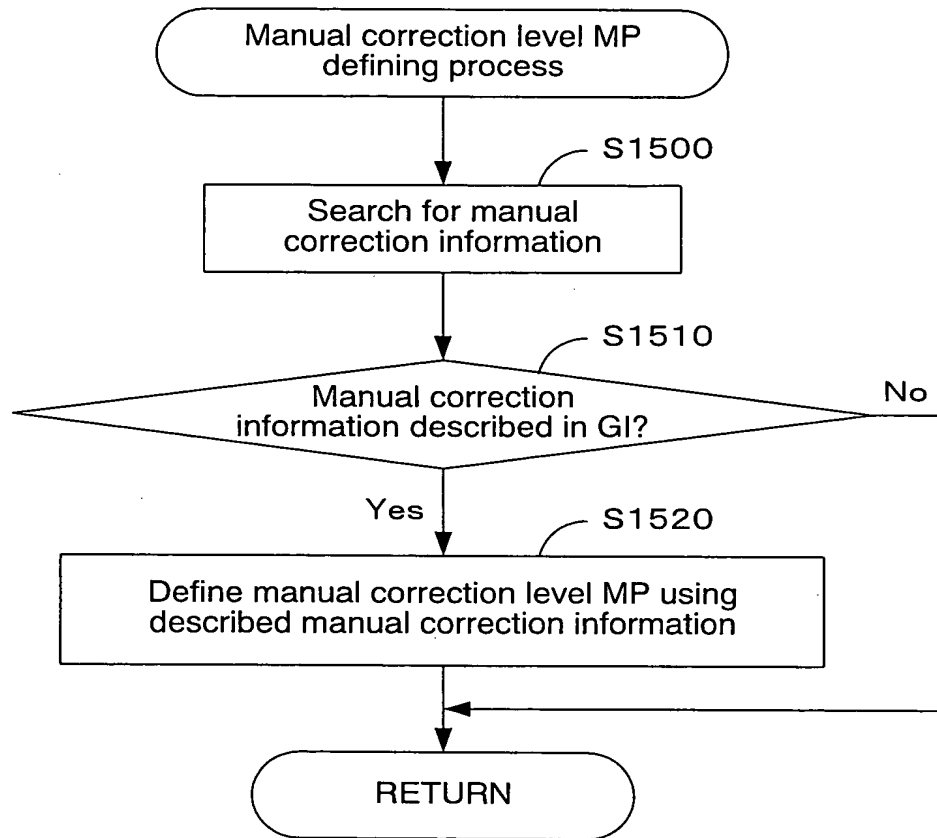 Manual correction level MP
defining process
S1500
Search for manual
correction information
S1510
Manual correction
information described in GI?
No
Yes
S1520
Define manual correction level MP using
described manual correction information
RETURN